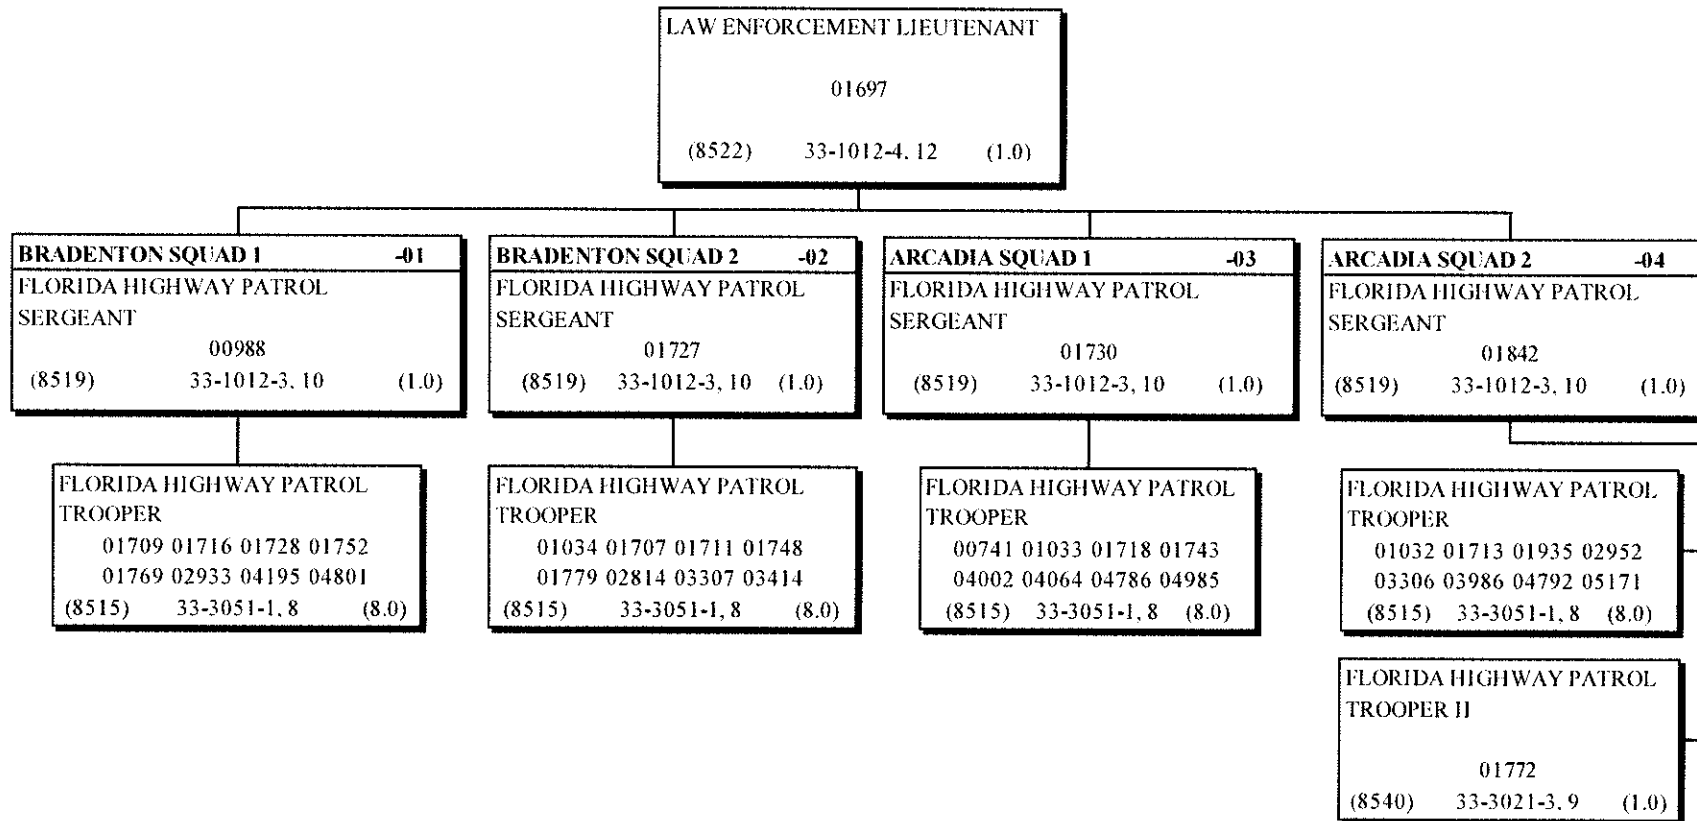 LAW ENFORCEMENT LIEUTENANT
01697
(8522) 33-1012-4, 12 (1.0)
BRADENTON SQUAD 1 -01
FLORIDA HIGHWAY PATROL
SERGEANT
00988
(8519) 33-1012-3, 10 (1.0)
BRADENTON SQUAD 2 -02
FLORIDA HIGHWAY PATROL
SERGEANT
01727
(8519) 33-1012-3, 10 (1.0)
ARCADIA SQUAD 1 -03
FLORIDA HIGHWAY PATROL
SERGEANT
01730
(8519) 33-1012-3, 10 (1.0)
ARCADIA SQUAD 2 -04
FLORIDA HIGHWAY PATROL
SERGEANT
01842
(8519) 33-1012-3, 10 (1.0)
FLORIDA HIGHWAY PATROL
TROOPER
01709 01716 01728 01752
01769 02933 04195 04801
(8515) 33-3051-1, 8 (8.0)
FLORIDA HIGHWAY PATROL
TROOPER
01034 01707 01711 01748
01779 02814 03307 03414
(8515) 33-3051-1, 8 (8.0)
FLORIDA HIGHWAY PATROL
TROOPER
00741 01033 01718 01743
04002 04064 04786 04985
(8515) 33-3051-1, 8 (8.0)
FLORIDA HIGHWAY PATROL
TROOPER
01032 01713 01935 02952
03306 03986 04792 05171
(8515) 33-3051-1, 8 (8.0)
FLORIDA HIGHWAY PATROL
TROOPER II
01772
(8540) 33-3021-3, 9 (1.0)